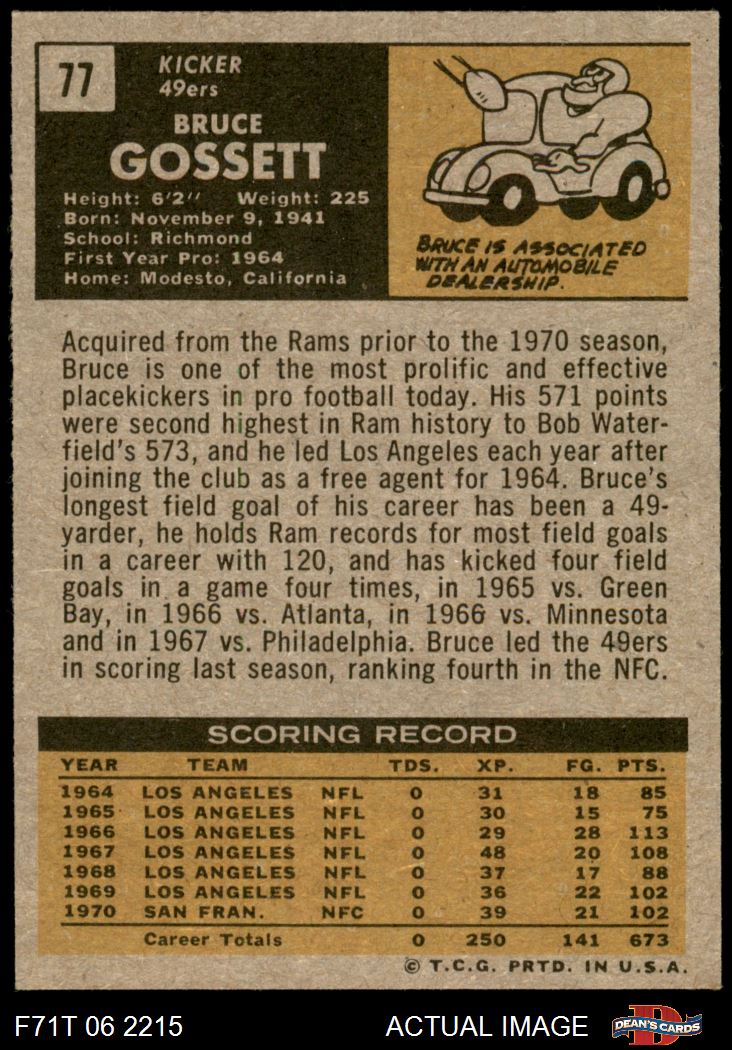 77
KICKER
49ers
BRUCE
GOSSETT
Height: 6'2" Weight: 225
Born: November 9, 1941
School: Richmond
First Year Pro: 1964
Home: Modesto, California
BRUCE IS ASSOCIATED
WITH AN AUTOMOBILE
DEALERSHIP.
Acquired from the Rams prior to the 1970 season,
Bruce is one of the most prolific and effective
placekickers in pro football today. His 571 points
were second highest in Ram history to Bob Water-
field's 573, and he led Los Angeles each year after
joining the club as a free agent for 1964. Bruce's
longest field goal of his career has been a 49-
yarder, he holds Ram records for most field goals
in a career with 120, and has kicked four field
goals in a game four times, in 1965 vs. Green
Bay, in 1966 vs. Atlanta, in 1966 vs. Minnesota
and in 1967 vs. Philadelphia. Bruce led the 49ers
in scoring last season, ranking fourth in the NFC.
SCORING RECORD
YEAR TEAM TDS. XP. FG. PTS.
1964 LOS ANGELES NFL 0 31 18 85
1965 LOS ANGELES NFL 0 30 15 75
1966 LOS ANGELES NFL 0 29 28 113
1967 LOS ANGELES NFL 0 48 20 108
1968 LOS ANGELES NFL 0 37 17 88
1969 LOS ANGELES NFL 0 36 22 102
1970 SAN FRAN. NFC 0 39 21 102
Career Totals 0 250 141 673
© T.C.G. PRTD. IN U.S.A.
F71T 06 2215 ACTUAL IMAGE D DEAN'S CARDS